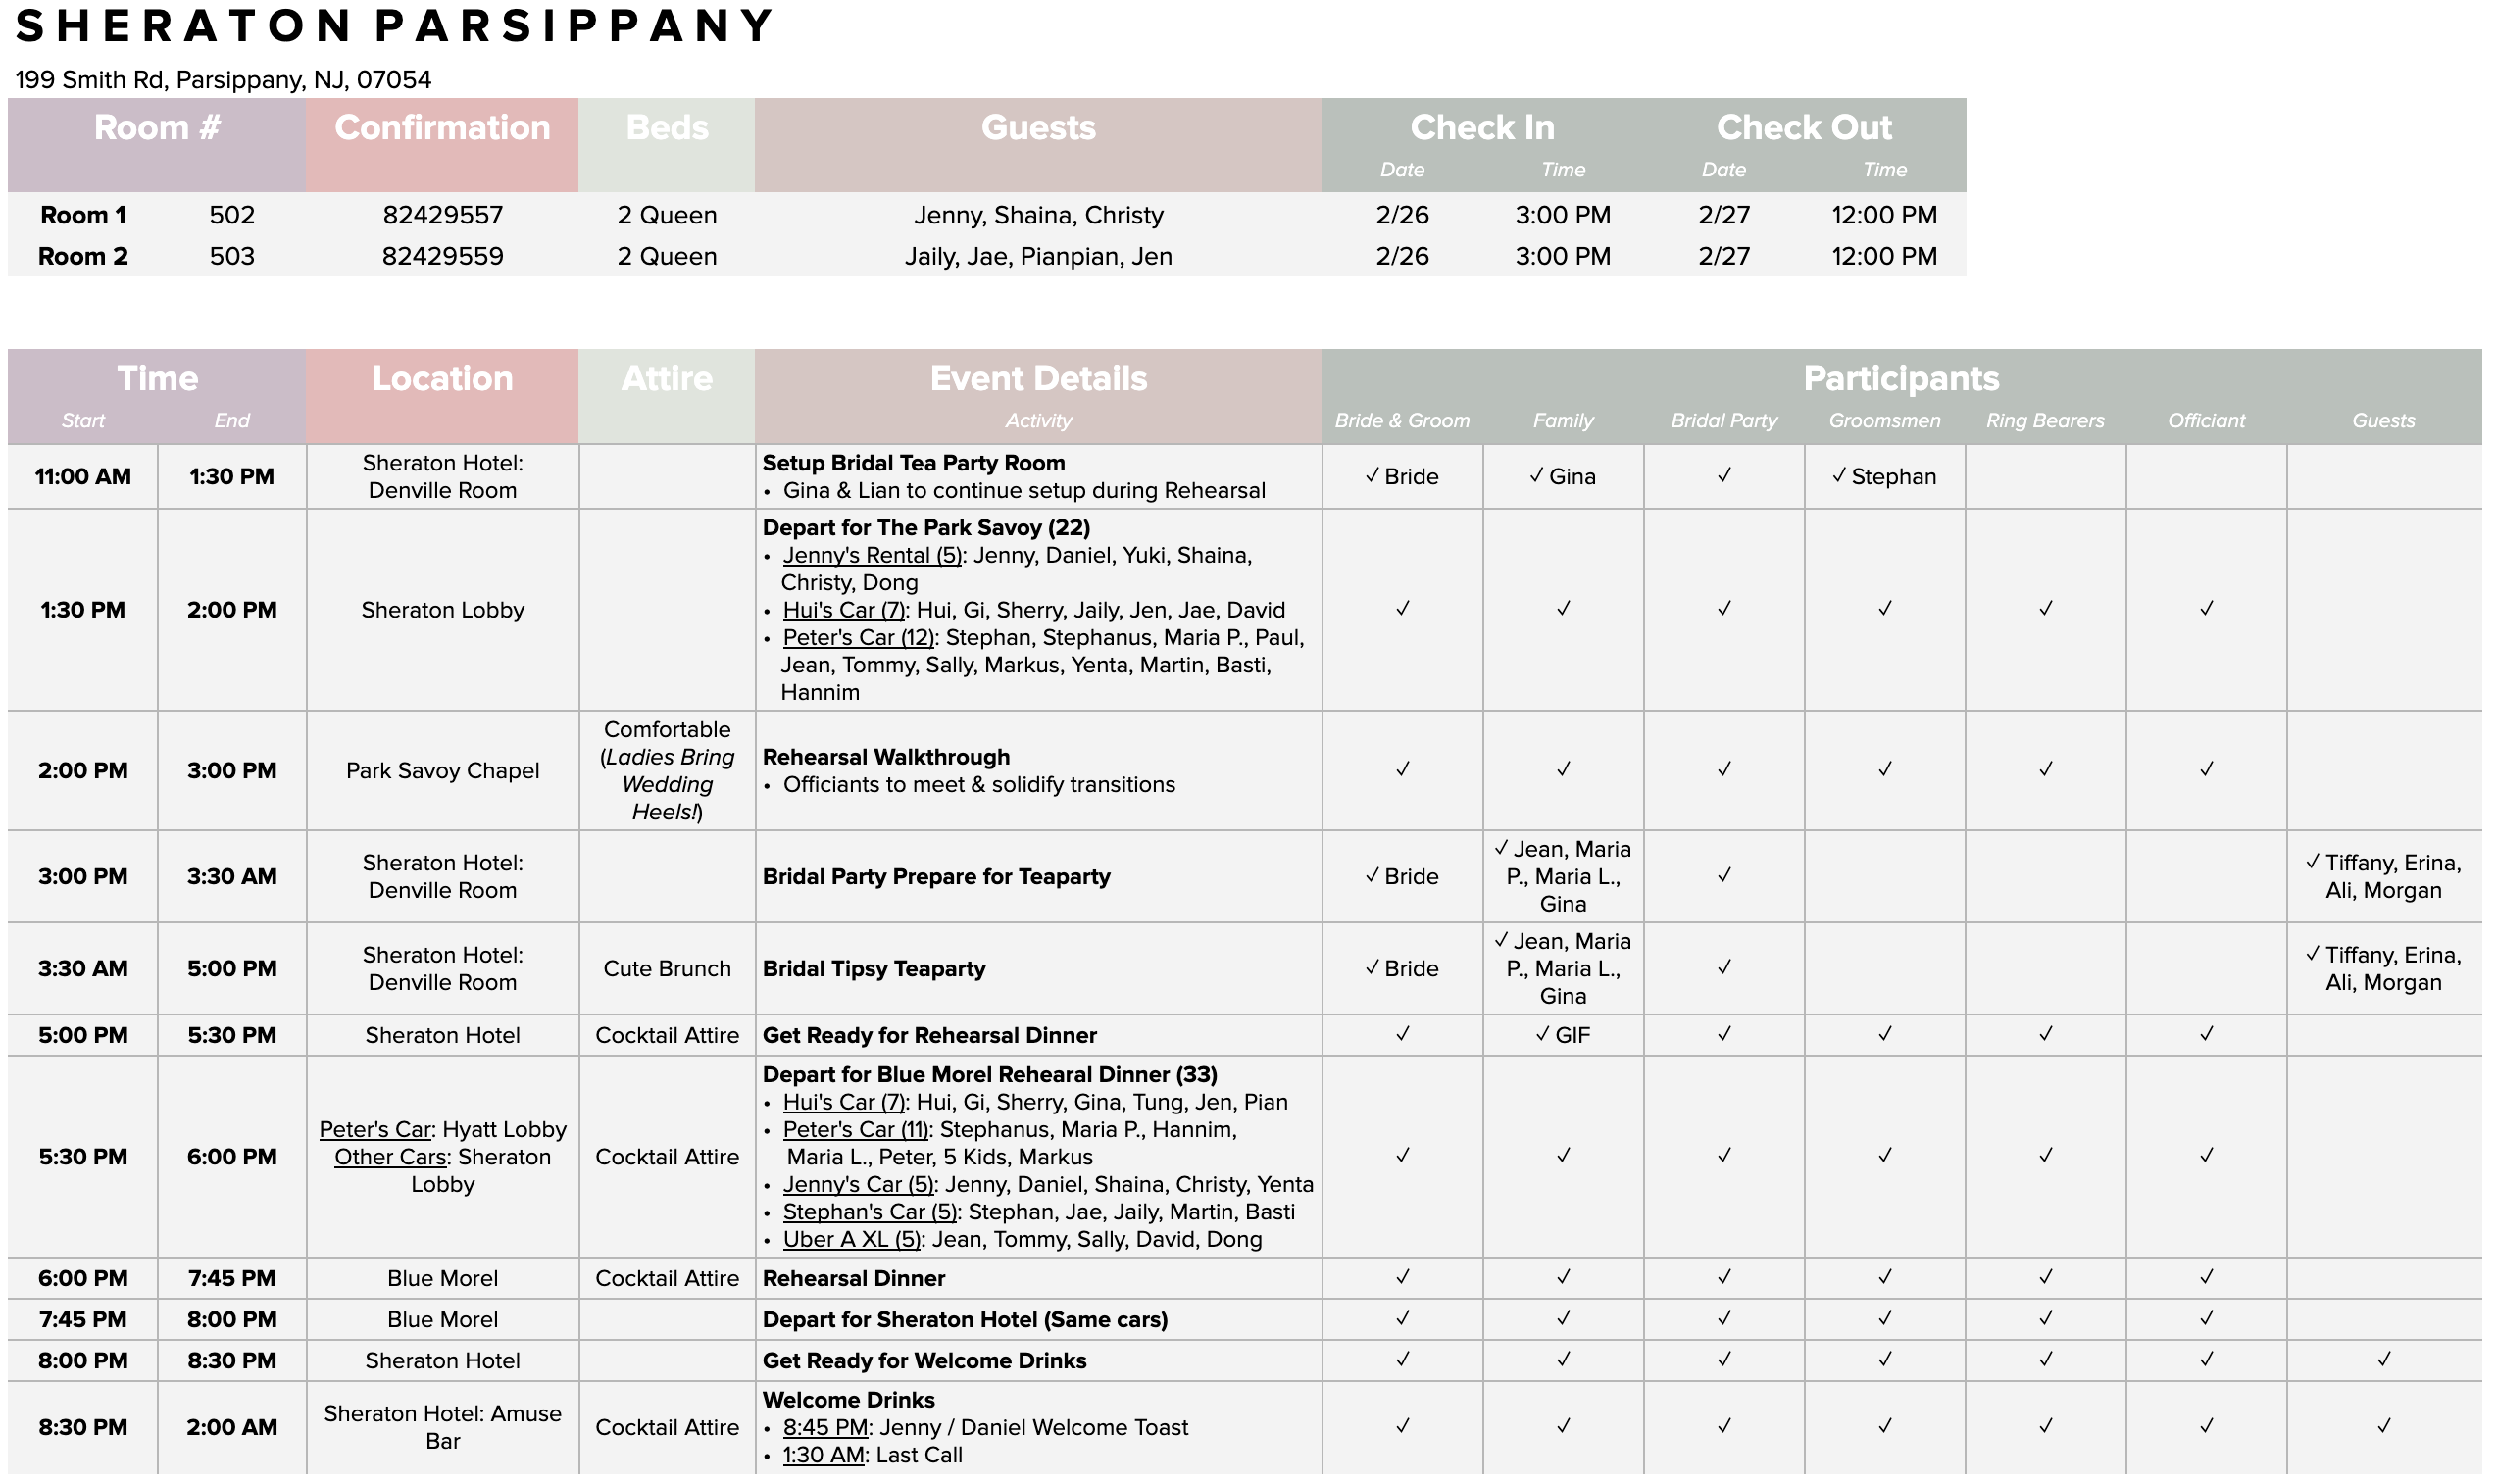 SHERATON PARSIPPANY
199 Smith Rd, Parsippany, NJ, 07054
Room # Confirmation Beds Guests Check In Check Out
Date Time Date Time
Room 1 502 82429557 2 Queen Jenny, Shaina, Christy 2/26 3:00 PM 2/27 12:00 PM
Room 2 503 82429559 2 Queen Jaily, Jae, Pianpian, Jen 2/26 3:00 PM 2/27 12:00 PM
Time Location Attire Event Details Participants
Start End Activity Bride & Groom Family Bridal Party Groomsmen Ring Bearers Officiant Guests
11:00 AM 1:30 PM
Sheraton Hotel:
Denville Room
Setup Bridal Tea Party Room
• Gina & Lian to continue setup during Rehearsal
✓ Bride ✓ Gina ✓ ✓ Stephan
1:30 PM 2:00 PM Sheraton Lobby
Depart for The Park Savoy (22)
• Jenny's Rental (5): Jenny, Daniel, Yuki, Shaina,
Christy, Dong
• Hui's Car (7): Hui, Gi, Sherry, Jaily, Jen, Jae, David
• Peter's Car (12): Stephan, Stephanus, Maria P., Paul,
Jean, Tommy, Sally, Markus, Yenta, Martin, Basti,
Hannim
✓ ✓ ✓ ✓ ✓ ✓
2:00 PM 3:00 PM Park Savoy Chapel
Comfortable
(Ladies Bring
Wedding
Heels!)
Rehearsal Walkthrough
• Officiants to meet & solidify transitions
✓ ✓ ✓ ✓ ✓ ✓
3:00 PM 3:30 AM
Sheraton Hotel:
Denville Room
Bridal Party Prepare for Teaparty
✓ Bride
✓ Jean, Maria
P., Maria L.,
Gina
✓
✓ Tiffany, Erina,
Ali, Morgan
3:30 AM 5:00 PM
Sheraton Hotel:
Denville Room
Cute Brunch Bridal Tipsy Teaparty
✓ Bride
✓ Jean, Maria
P., Maria L.,
Gina
✓
✓ Tiffany, Erina,
Ali, Morgan
5:00 PM 5:30 PM Sheraton Hotel Cocktail Attire Get Ready for Rehearsal Dinner ✓ ✓ GIF ✓ ✓ ✓ ✓
5:30 PM 6:00 PM
Peter's Car: Hyatt Lobby
Other Cars: Sheraton
Lobby
Cocktail Attire
Depart for Blue Morel Rehearal Dinner (33)
• Hui's Car (7): Hui, Gi, Sherry, Gina, Tung, Jen, Pian
• Peter's Car (11): Stephanus, Maria P., Hannim,
Maria L., Peter, 5 Kids, Markus
• Jenny's Car (5): Jenny, Daniel, Shaina, Christy, Yenta
• Stephan's Car (5): Stephan, Jae, Jaily, Martin, Basti
• Uber A XL (5): Jean, Tommy, Sally, David, Dong
✓ ✓ ✓ ✓ ✓ ✓
6:00 PM 7:45 PM Blue Morel Cocktail Attire Rehearsal Dinner ✓ ✓ ✓ ✓ ✓ ✓
7:45 PM 8:00 PM Blue Morel Depart for Sheraton Hotel (Same cars) ✓ ✓ ✓ ✓ ✓ ✓
8:00 PM 8:30 PM Sheraton Hotel Get Ready for Welcome Drinks ✓ ✓ ✓ ✓ ✓ ✓ ✓
8:30 PM 2:00 AM
Sheraton Hotel: Amuse
Bar
Cocktail Attire
Welcome Drinks
• 8:45 PM: Jenny / Daniel Welcome Toast
• 1:30 AM: Last Call
✓ ✓ ✓ ✓ ✓ ✓ ✓